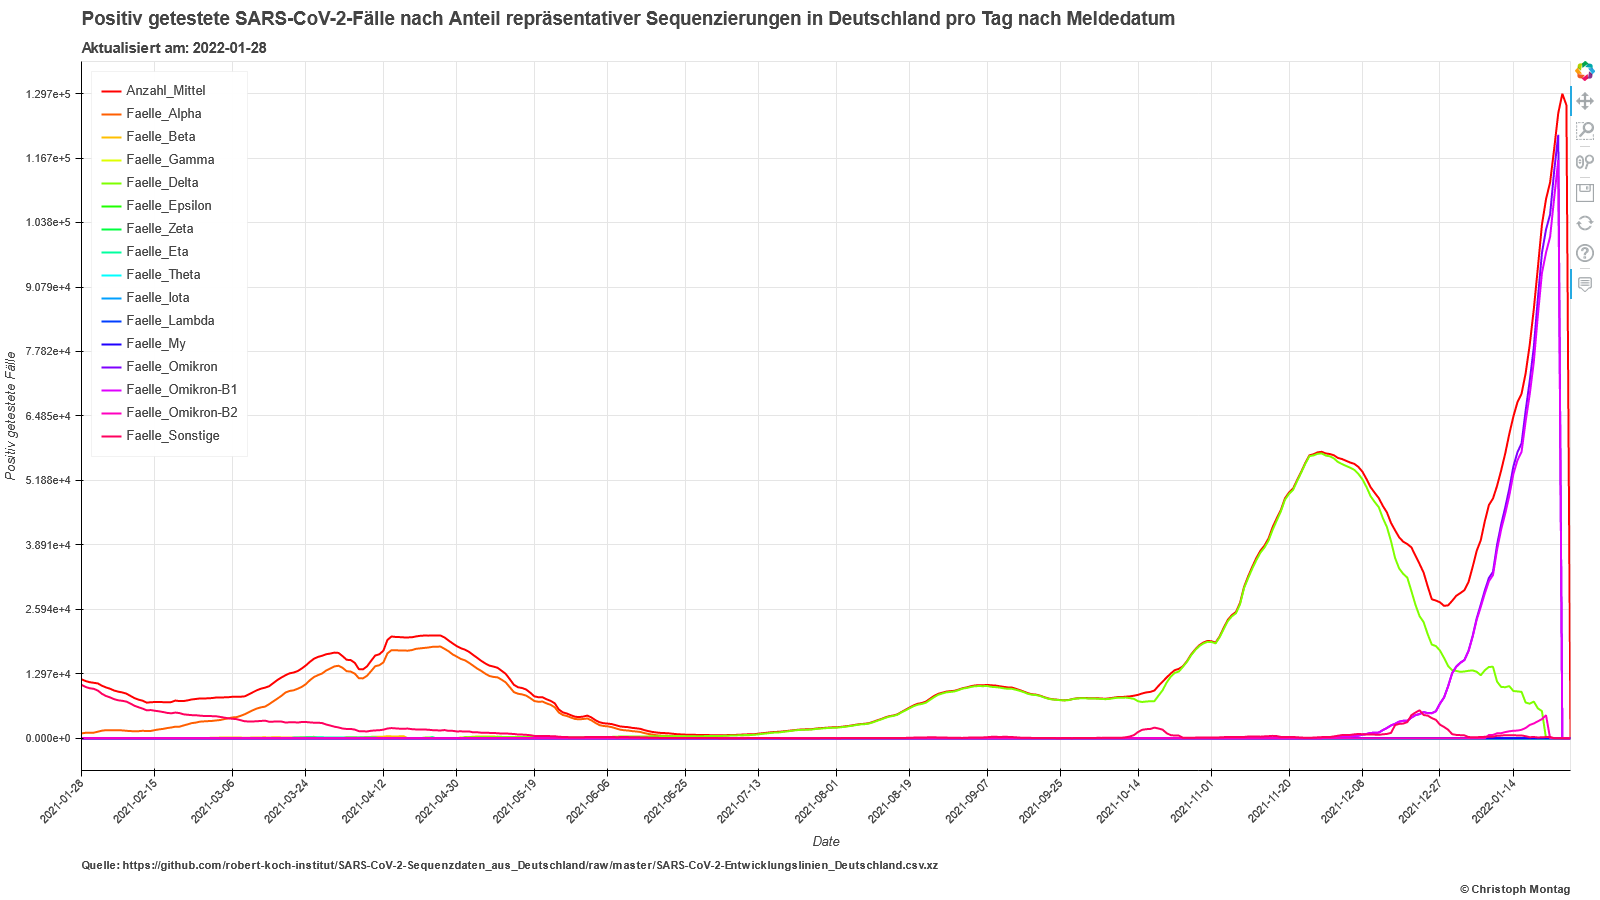 Positiv getestete SARS-CoV-2-Fälle nach Anteil repräsentativer Sequenzierungen in Deutschland pro Tag nach Meldedatum
Aktualisiert am: 2022-01-28
Anzahl_Mittel
Faelle_Alpha
Faelle_Beta
Faelle_Gamma
Faelle_Delta
Faelle_Epsilon
Faelle_Zeta
Faelle_Eta
Faelle_Theta
Faelle_Iota
Faelle_Lambda
Faelle_My
Faelle_Omikron
Faelle_Omikron-B1
Faelle_Omikron-B2
Faelle_Sonstige
1.297e+5
1.167e+5
1.038e+5
9.079e+4
7.782e+4
6.485e+4
5.188e+4
3.891e+4
2.594e+4
1.297e+4
0.000e+0
Positiv getestete Fälle
2021-01-28
2021-02-15
2021-03-06
2021-03-24
2021-04-12
2021-04-30
2021-05-19
2021-06-06
2021-06-25
2021-07-13
2021-08-01
2021-08-19
2021-09-07
2021-09-25
2021-10-14
2021-11-01
2021-11-20
2021-12-08
2021-12-27
2022-01-14
Date
Quelle: https://github.com/robert-koch-institut/SARS-CoV-2-Sequenzdaten_aus_Deutschland/raw/master/SARS-CoV-2-Entwicklungslinien_Deutschland.csv.xz
© Christoph Montag